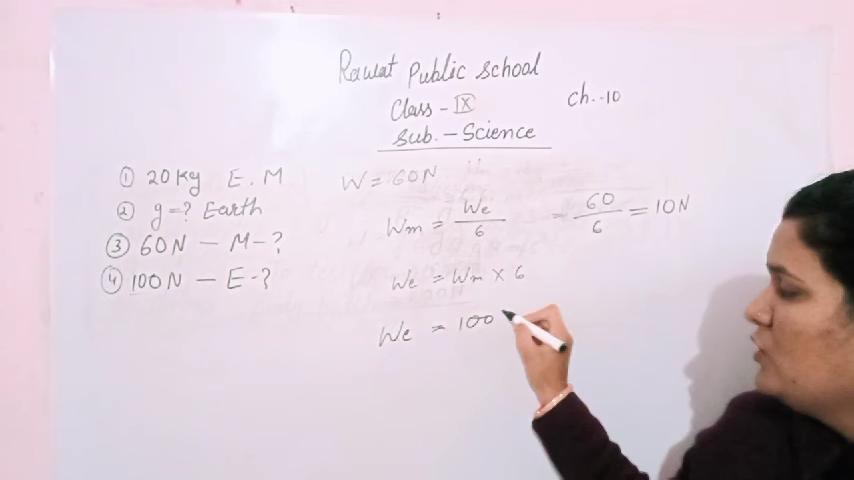 Rawat Public School
Class - IX
Ch.-10
Sub. - Science
① 20 Kg E. M
② g=? Earth
③ 60N - M-?
④ 100N - E-?
W = 60N
Wm = We/6 = 60/6 = 10N
We = Wm × 6
We = 100